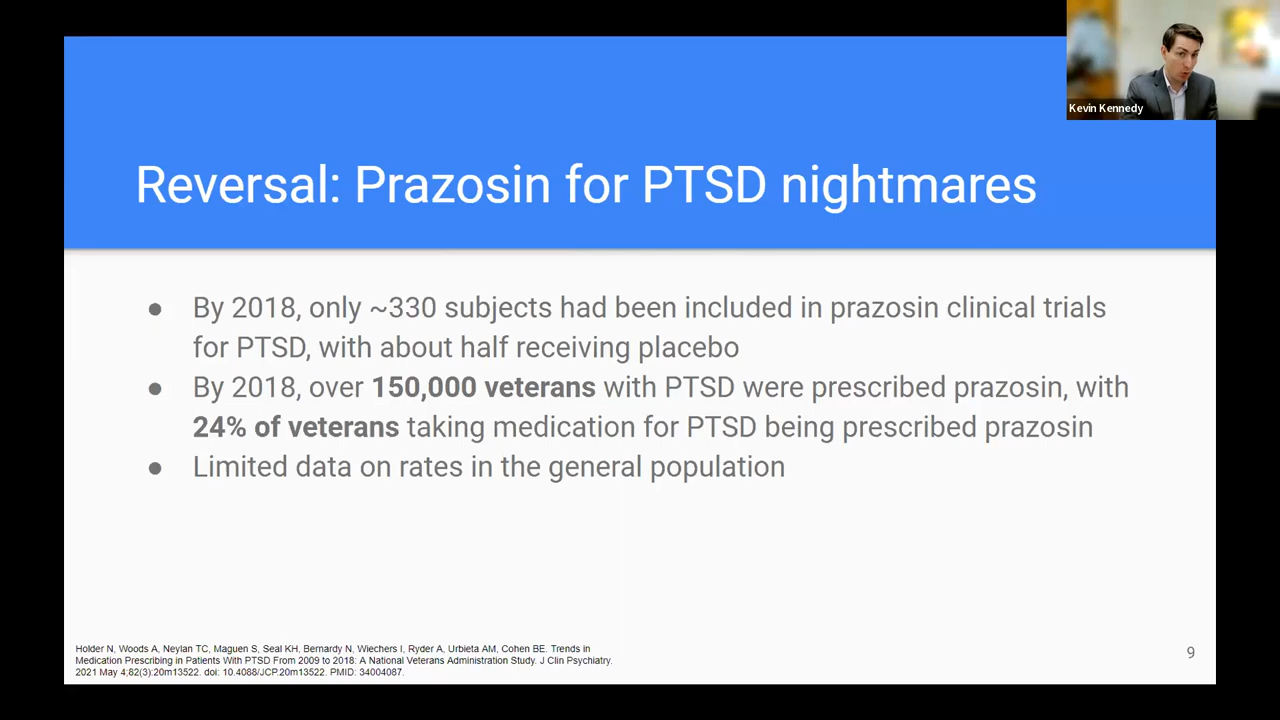 Kevin Kennedy
Reversal: Prazosin for PTSD nightmares
● By 2018, only ~330 subjects had been included in prazosin clinical trials
for PTSD, with about half receiving placebo
● By 2018, over 150,000 veterans with PTSD were prescribed prazosin, with
24% of veterans taking medication for PTSD being prescribed prazosin
● Limited data on rates in the general population
Holder N, Woods A, Neylan TC, Maguen S, Seal KH, Bernardy N, Wiechers I, Ryder A, Urbieta AM, Cohen BE. Trends in
Medication Prescribing in Patients With PTSD From 2009 to 2018: A National Veterans Administration Study. J Clin Psychiatry.
2021 May 4;82(3):20m13522. doi: 10.4088/JCP.20m13522. PMID: 34004087.
9